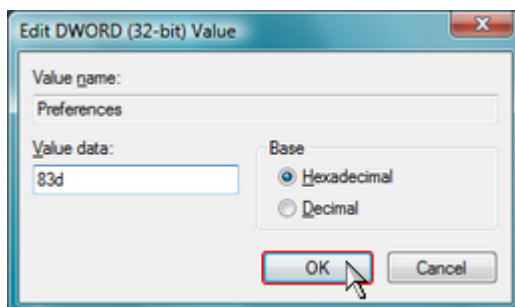 Edit DWORD (32-bit) Value
Value name:
Preferences
Value data:
83d
Base
Hexadecimal
Decimal
OK
Cancel